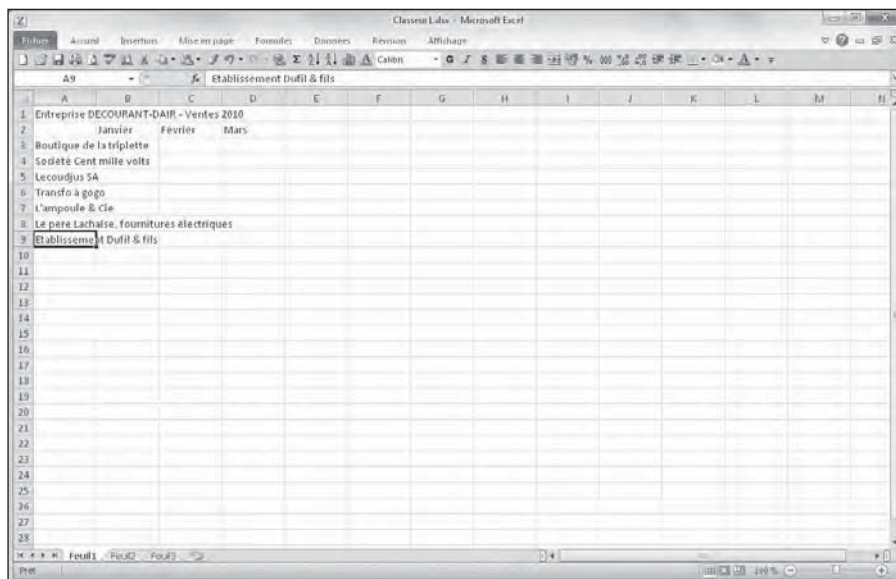 Classeur1.xlsx - Microsoft Excel
Fichier Accueil Insertion Mise en page Formules Données Révision Affichage
Calibri G I S
A9 fx Etablissement Dufil & fils
A B C D E F G H I J K L M N
1 Entreprise DECOURANT-DAIR - Ventes 2010
2 Janvier Février Mars
3 Boutique de la triplette
4 Société Cent mille volts
5 Lecoudjus SA
6 Transfo à gogo
7 L'ampoule & Cie
8 Le père Lachaise, fournitures électriques
9 Etablissement Dufil & fils
10
11
12
13
14
15
16
17
18
19
20
21
22
23
24
25
26
27
28
Feuil1 Feuil2 Feuil3
Prêt 100 %